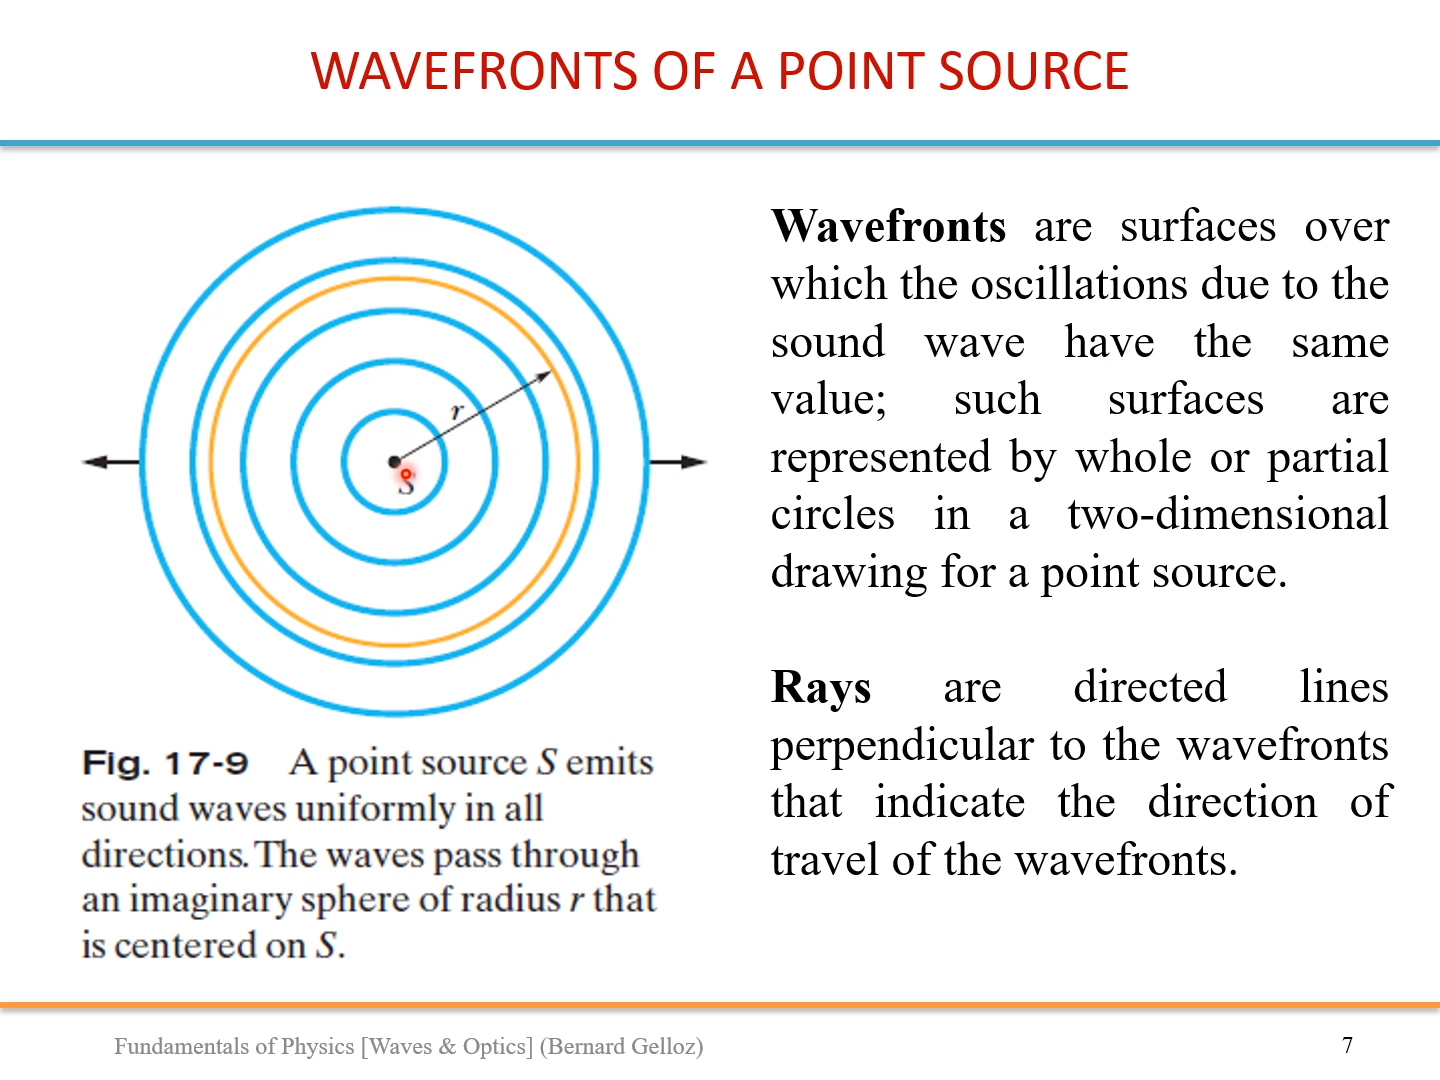 WAVEFRONTS OF A POINT SOURCE
r
S
Fig. 17-9 A point source S emits
sound waves uniformly in all
directions. The waves pass through
an imaginary sphere of radius r that
is centered on S.
Wavefronts are surfaces over
which the oscillations due to the
sound wave have the same
value; such surfaces are
represented by whole or partial
circles in a two-dimensional
drawing for a point source.
Rays are directed lines
perpendicular to the wavefronts
that indicate the direction of
travel of the wavefronts.
Fundamentals of Physics [Waves & Optics] (Bernard Gelloz)
7